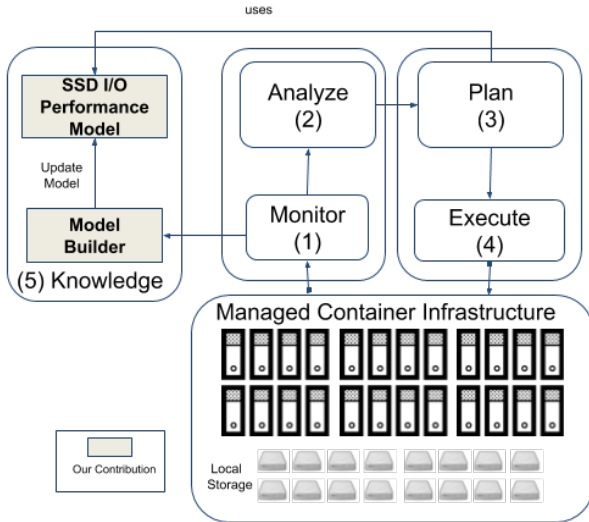 uses
SSD I/O
Performance
Model
Update
Model
Model
Builder
(5) Knowledge
Analyze
(2)
Monitor
(1)
Plan
(3)
Execute
(4)
Managed Container Infrastructure
Local
Storage
Our Contribution